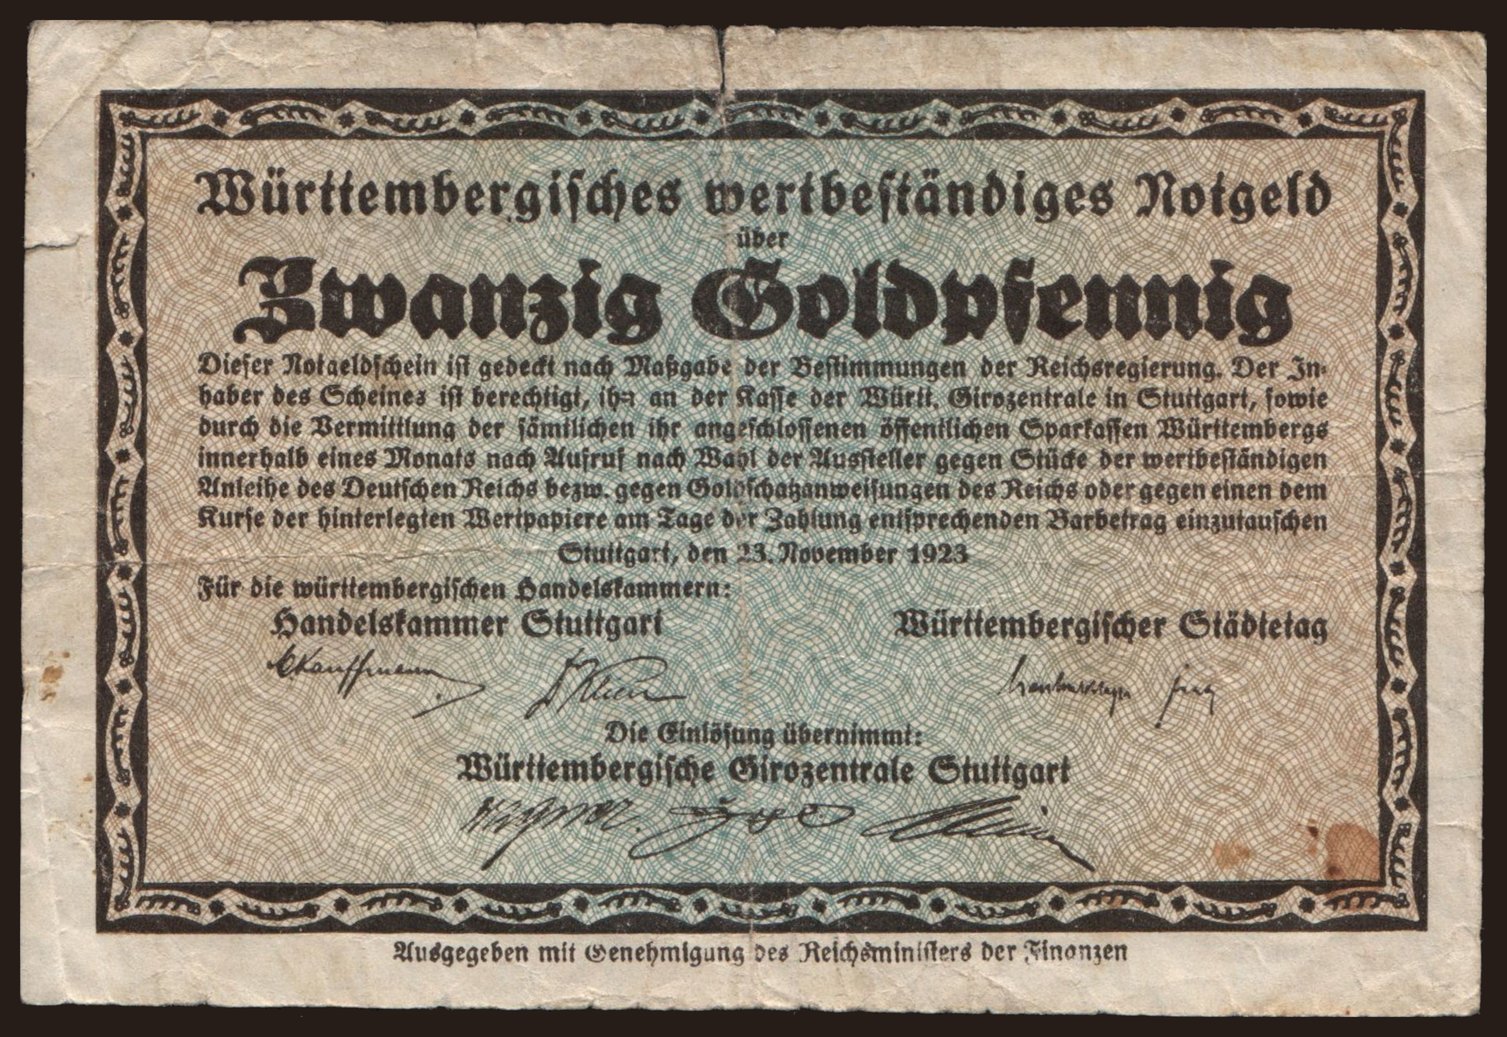 Württembergisches wertbeständiges Notgeld
über
Zwanzig Goldpfennig
Dieser Notgeldschein ist gedeckt nach Maßgabe der Bestimmungen der Reichsregierung. Der In-
haber des Scheines ist berechtigt, ihn an der Kasse der Württ. Girozentrale in Stuttgart, sowie
durch die Vermittlung der sämtlichen ihr angeschlossenen öffentlichen Sparkassen Württembergs
innerhalb eines Monats nach Aufruf nach Wahl der Aussteller gegen Stücke der wertbeständigen
Anleihe des Deutschen Reichs bezw. gegen Goldschatzanweisungen des Reichs oder gegen einen dem
Kurse der hinterlegten Wertpapiere am Tage der Zahlung entsprechenden Barbetrag einzutauschen
Stuttgart, den 23. November 1923
Für die württembergischen Handelskammern:
Handelskammer Stuttgart Württembergischer Städtetag
Kauffmann
Die Einlösung übernimmt:
Württembergische Girozentrale Stuttgart
Ausgegeben mit Genehmigung des Reichsministers der Finanzen